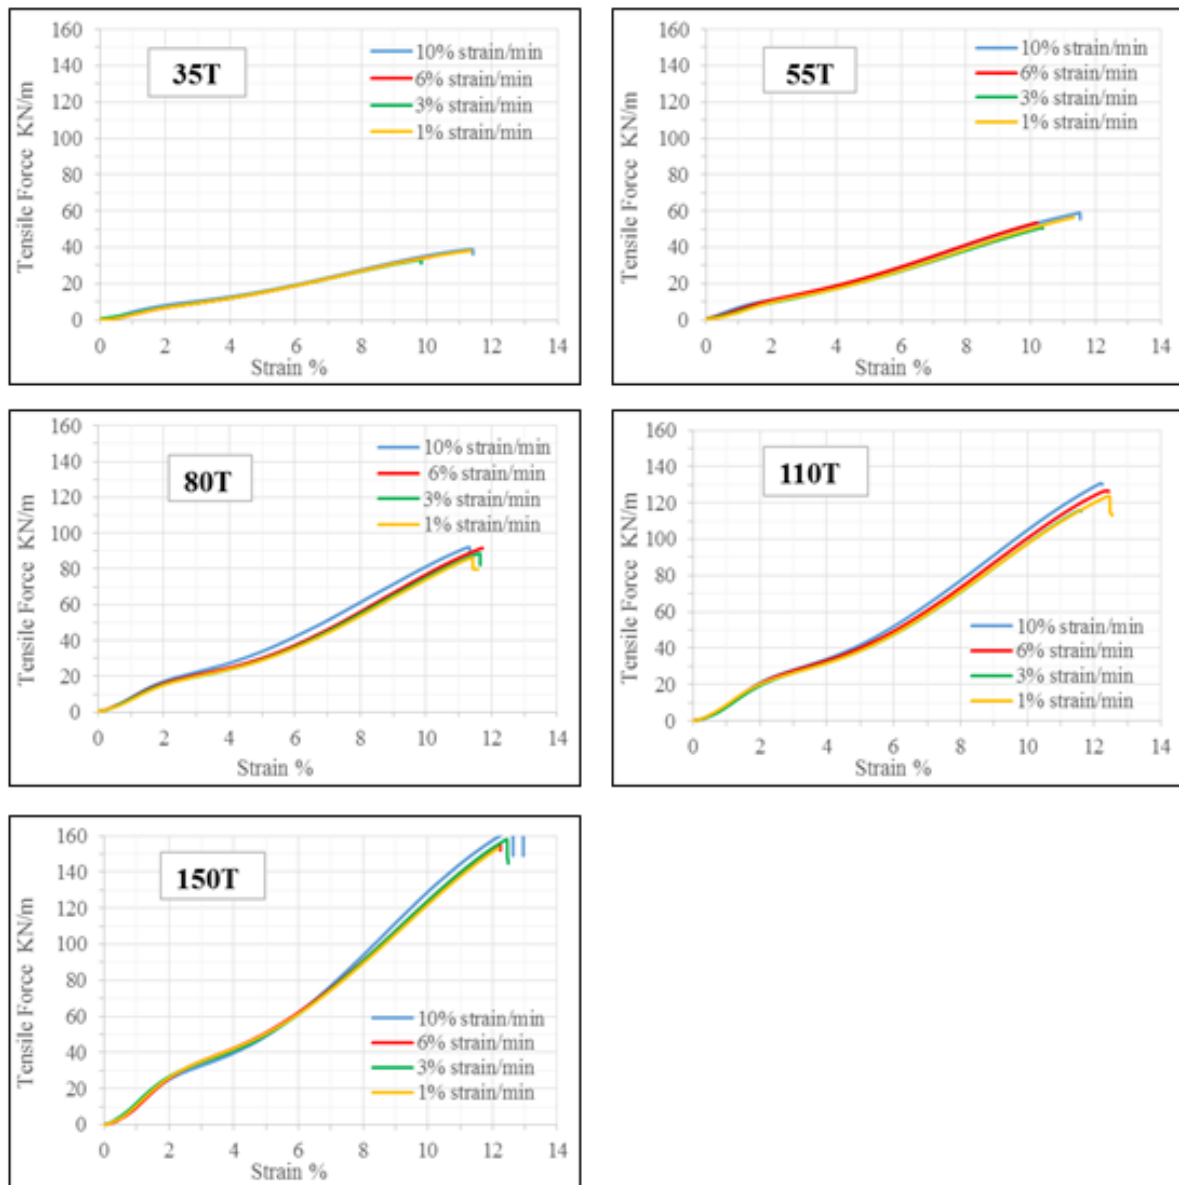 35T
10% strain/min
6% strain/min
3% strain/min
1% strain/min
Tensile Force KN/m
160
140
120
100
80
60
40
20
0
0 2 4 6 8 10 12 14
Strain %
55T
10% strain/min
6% strain/min
3% strain/min
1% strain/min
Tensile Force KN/m
160
140
120
100
80
60
40
20
0
0 2 4 6 8 10 12 14
Strain %
80T
10% strain/min
6% strain/min
3% strain/min
1% strain/min
Tensile Force KN/m
160
140
120
100
80
60
40
20
0
0 2 4 6 8 10 12 14
Strain %
110T
10% strain/min
6% strain/min
3% strain/min
1% strain/min
Tensile Force KN/m
160
140
120
100
80
60
40
20
0
0 2 4 6 8 10 12 14
Strain %
150T
10% strain/min
6% strain/min
3% strain/min
1% strain/min
Tensile Force KN/m
160
140
120
100
80
60
40
20
0
0 2 4 6 8 10 12 14
Strain %